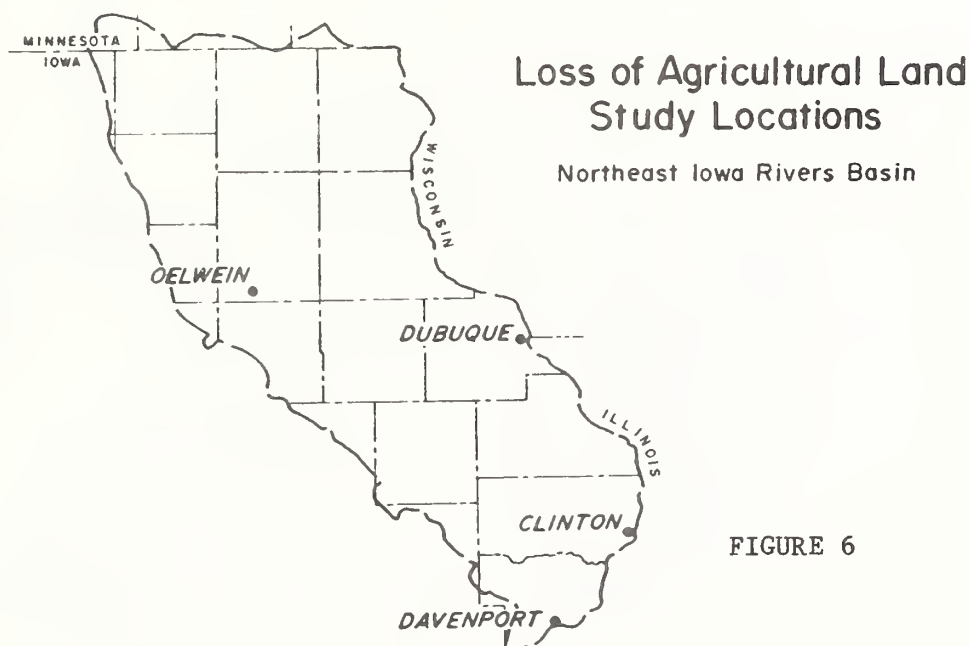 Loss of Agricultural Land
Study Locations
Northeast Iowa Rivers Basin
MINNESOTA
IOWA
WISCONSIN
OELWEIN
DUBUQUE
ILLINOIS
CLINTON
DAVENPORT
FIGURE 6